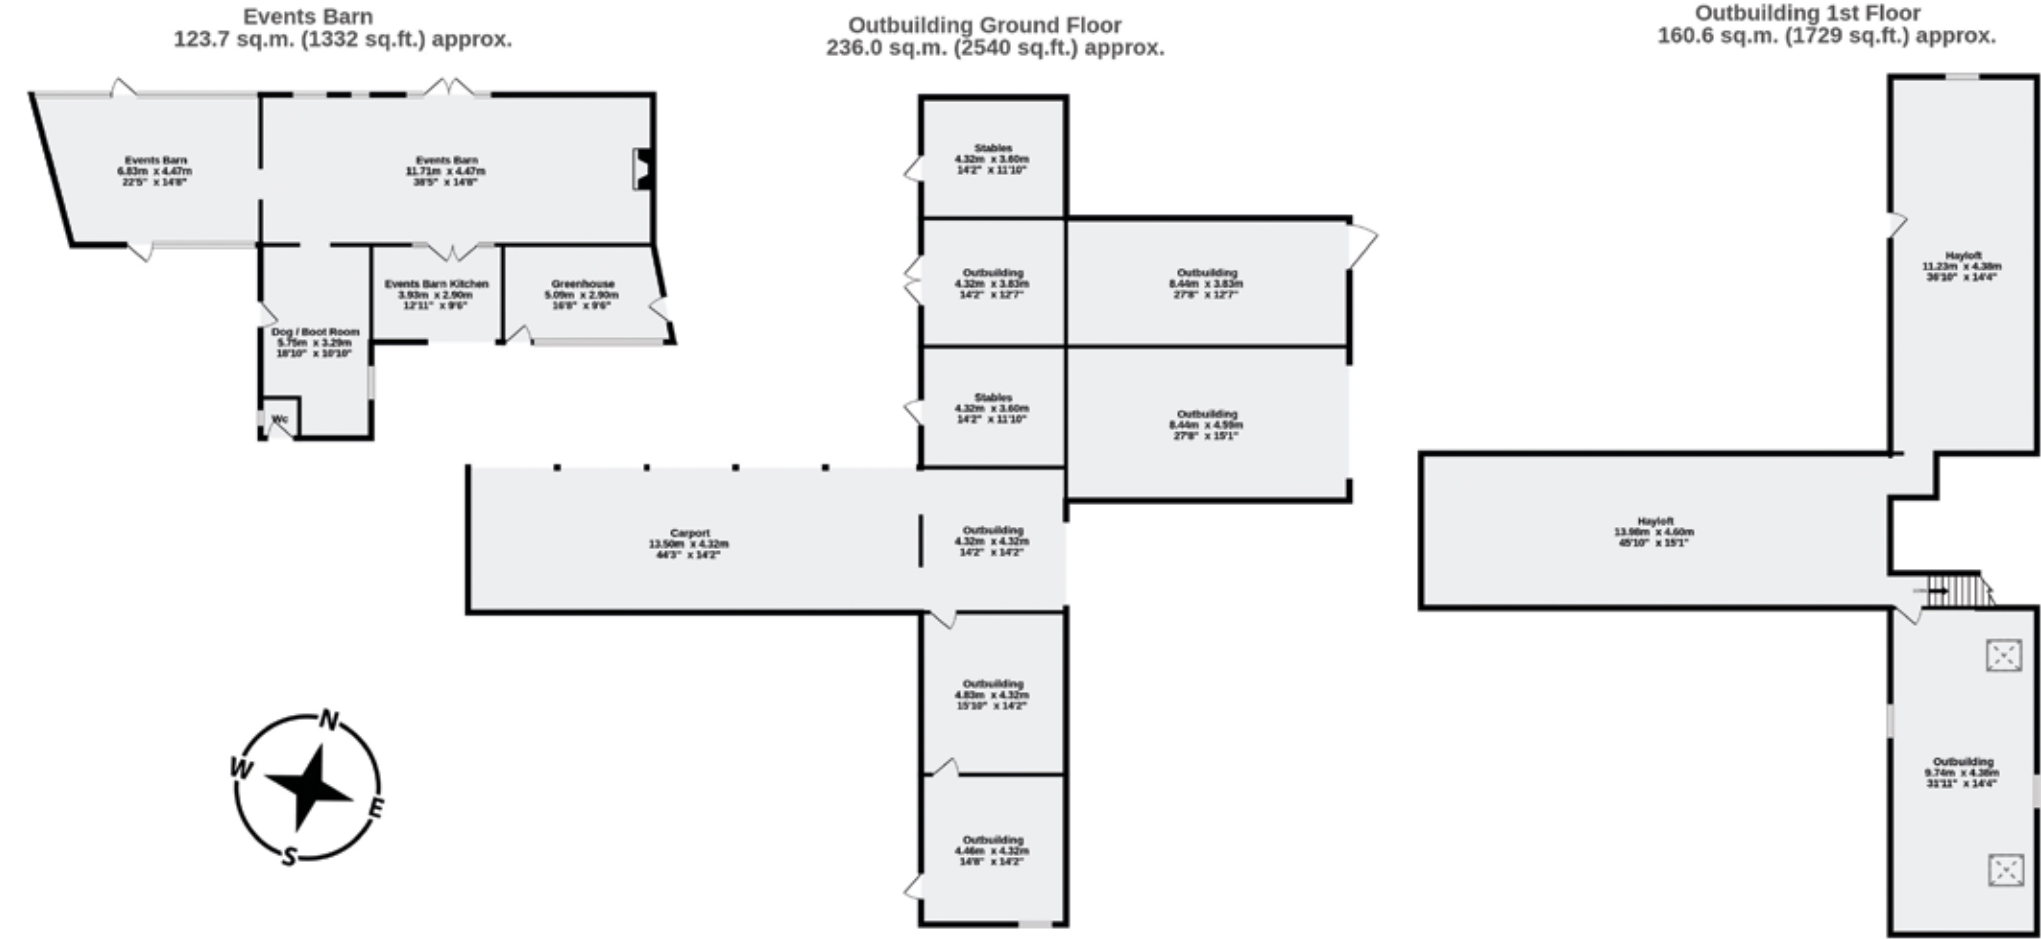 Events Barn
123.7 sq.m. (1332 sq.ft.) approx.
Events Barn
6.83m x 4.47m
22'5" x 14'8"
Events Barn
11.71m x 4.47m
38'5" x 14'8"
Events Barn Kitchen
3.93m x 2.90m
12'11" x 9'6"
Greenhouse
5.09m x 2.90m
16'8" x 9'6"
Dog / Boot Room
5.75m x 3.29m
18'10" x 10'10"
Wc
Outbuilding Ground Floor
236.0 sq.m. (2540 sq.ft.) approx.
Stables
4.32m x 3.60m
14'2" x 11'10"
Outbuilding
4.32m x 3.83m
14'2" x 12'7"
Outbuilding
8.44m x 3.83m
27'8" x 12'7"
Stables
4.32m x 3.60m
14'2" x 11'10"
Outbuilding
8.44m x 4.59m
27'8" x 15'1"
Carport
13.50m x 4.32m
44'3" x 14'2"
Outbuilding
4.32m x 4.32m
14'2" x 14'2"
Outbuilding
4.83m x 4.32m
15'10" x 14'2"
Outbuilding
4.46m x 4.32m
14'8" x 14'2"
Outbuilding 1st Floor
160.6 sq.m. (1729 sq.ft.) approx.
Hayloft
11.23m x 4.38m
36'10" x 14'4"
Hayloft
13.98m x 4.60m
45'10" x 15'1"
Outbuilding
9.74m x 4.38m
31'11" x 14'4"
N
W
E
S